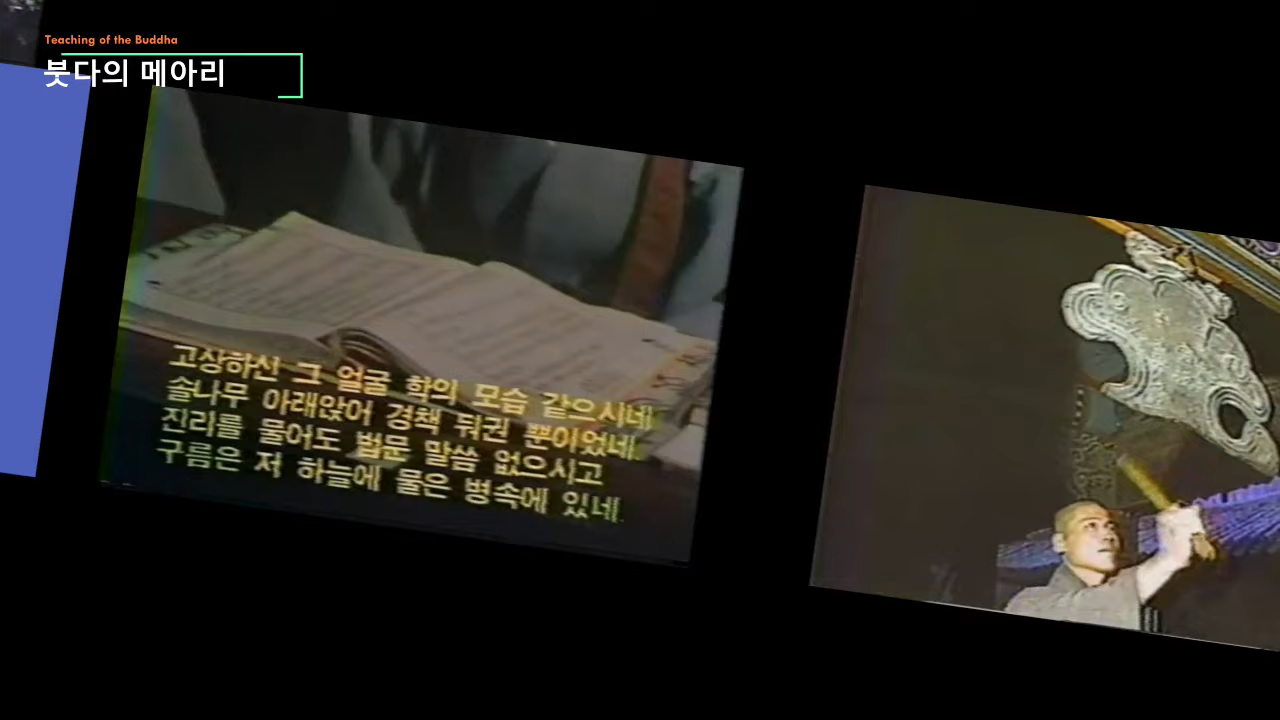 Teaching of the Buddha
붓다의 메아리
고상하신 그 얼굴 학의 모습 같으시네
솔나무 아래앉어 경책 둬권 뿐이었네.
진리를 물어도 법문 말씀 없으시고
구름은 저 하늘에 물은 병속에 있네.